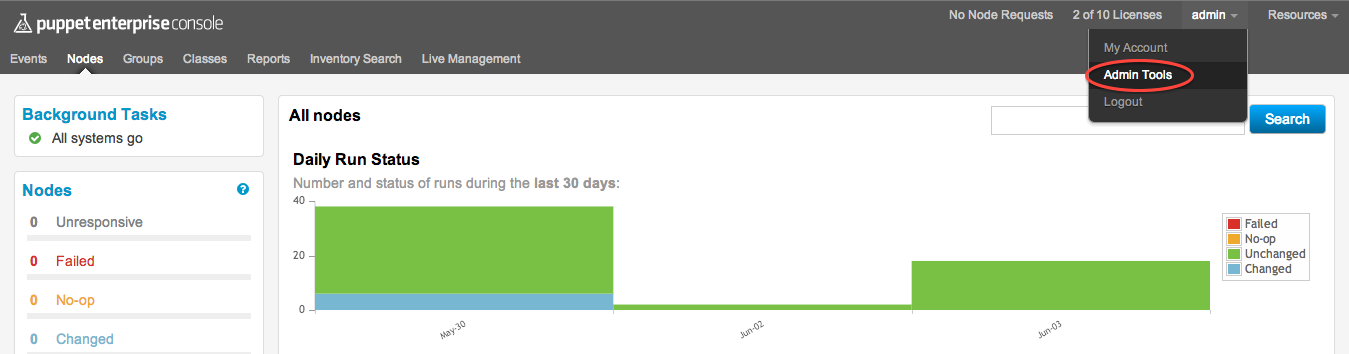 puppet enterprise console
No Node Requests 2 of 10 Licenses admin Resources
Events Nodes Groups Classes Reports Inventory Search Live Management
My Account
Admin Tools
Logout
Background Tasks
All systems go
Nodes ?
0 Unresponsive
0 Failed
0 No-op
0 Changed
All nodes
Search
Daily Run Status
Number and status of runs during the last 30 days:
40
20
0
May-30
Jun-02
Jun-03
Failed
No-op
Unchanged
Changed